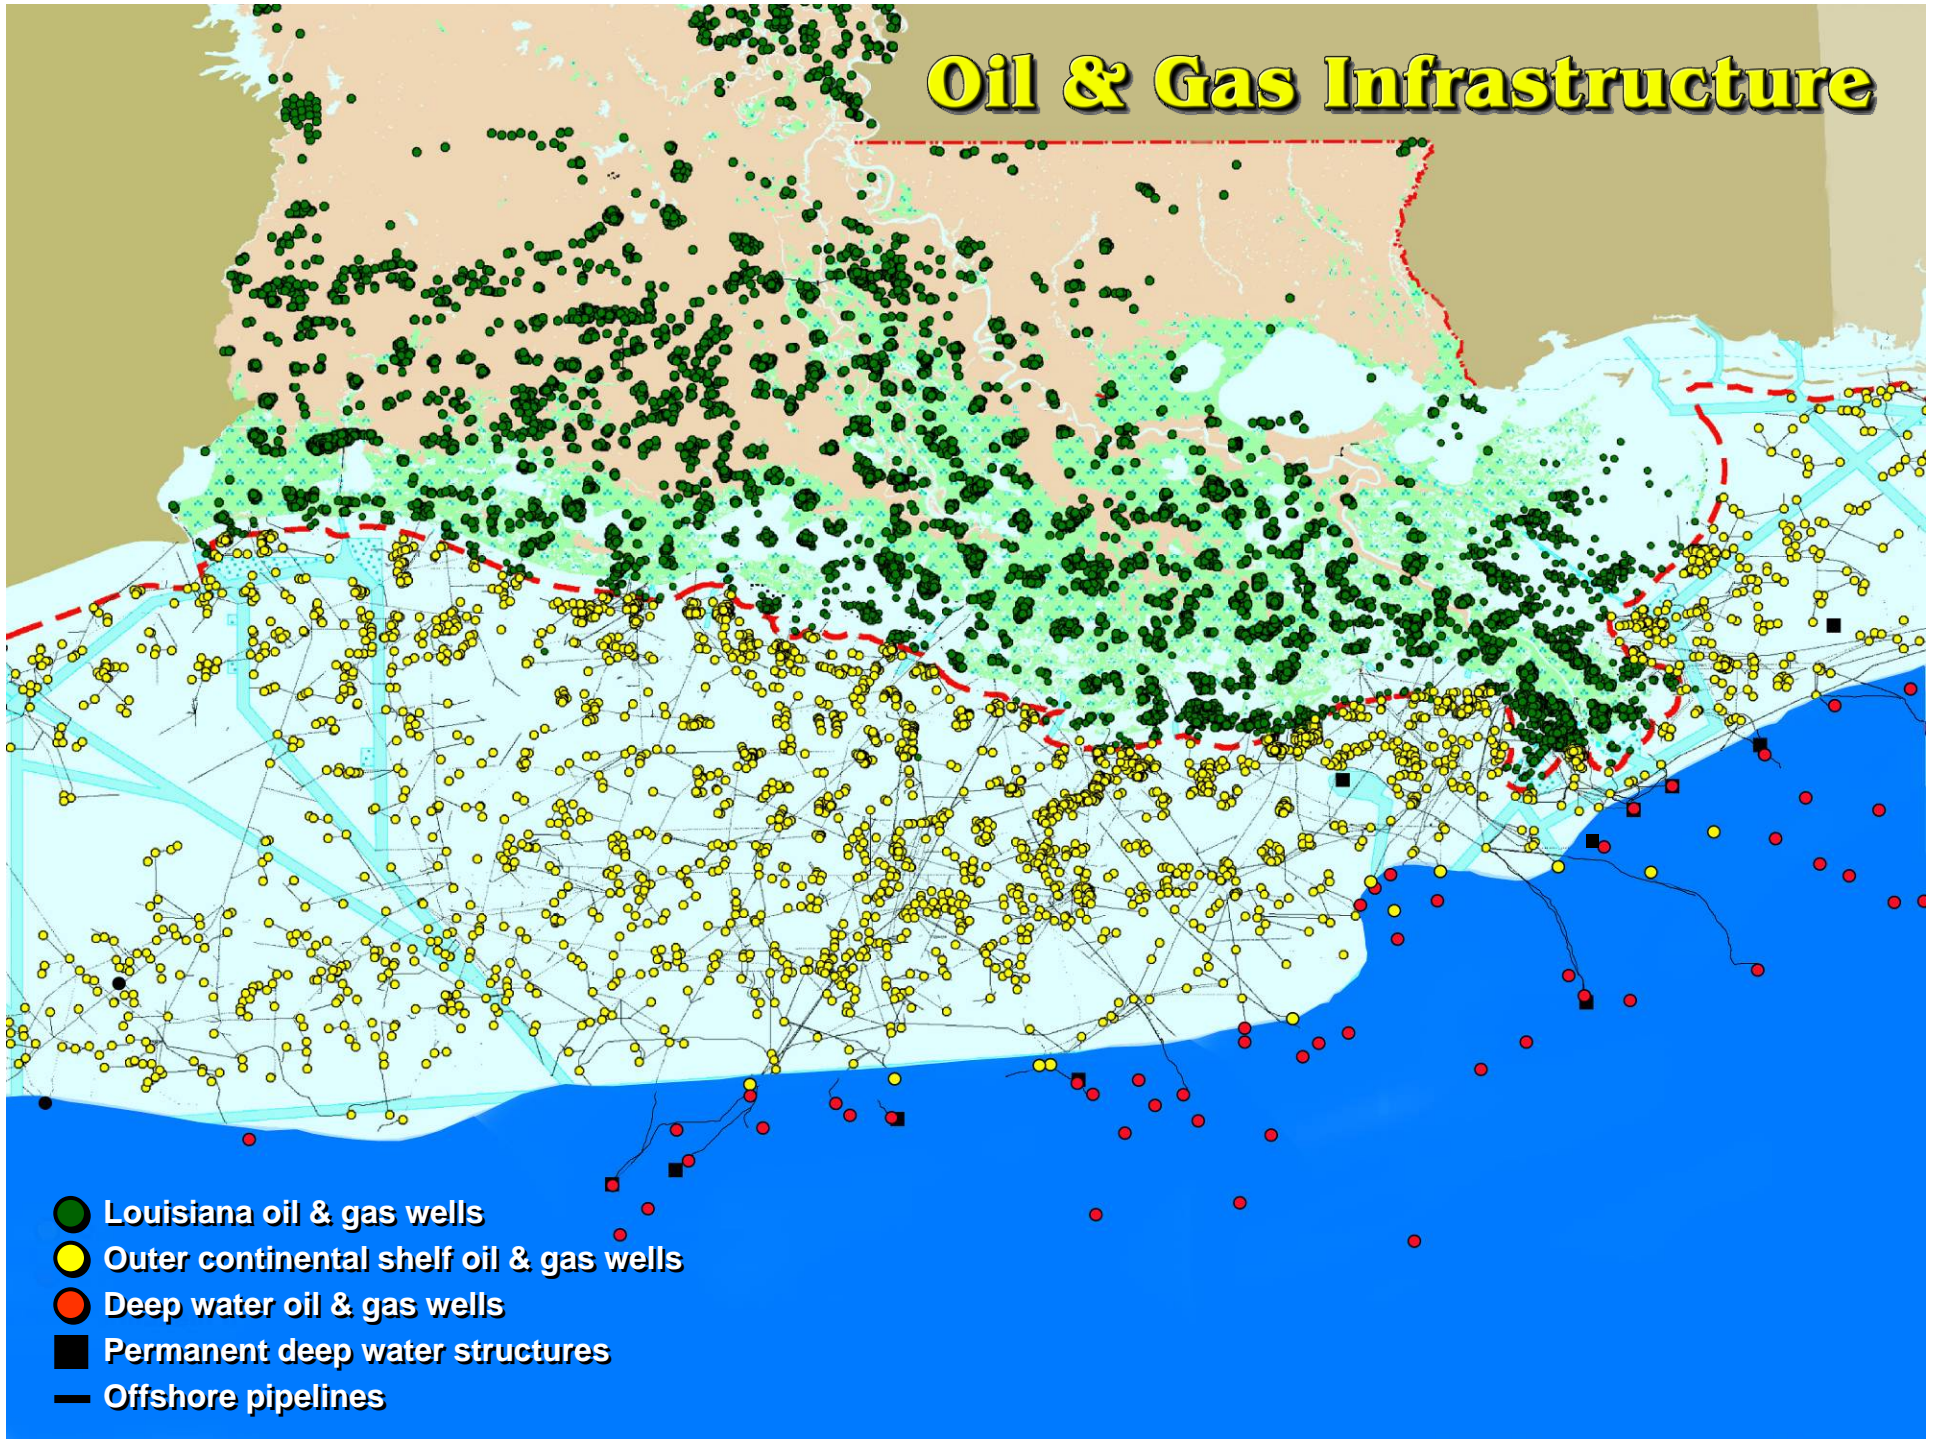 Oil & Gas Infrastructure
Louisiana oil & gas wells
Outer continental shelf oil & gas wells
Deep water oil & gas wells
Permanent deep water structures
Offshore pipelines